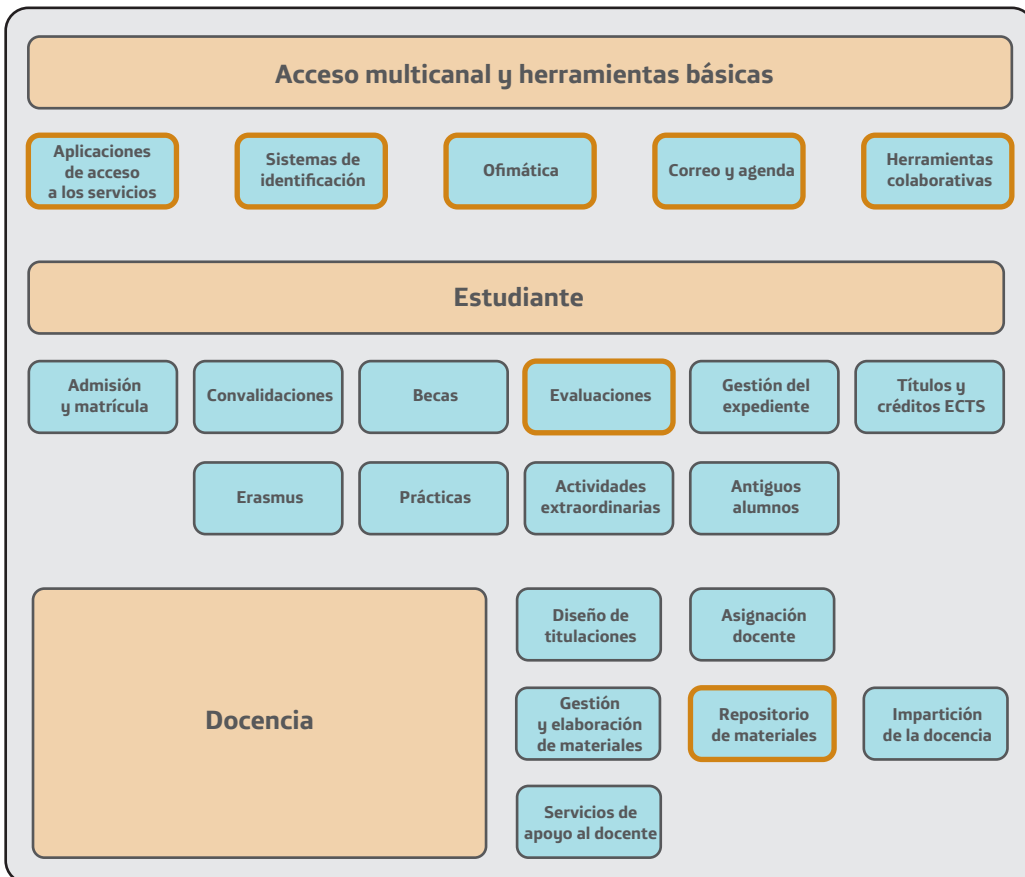 Acceso multicanal y herramientas básicas
Aplicaciones
de acceso
a los servicios
Sistemas de
identificación
Ofimática
Correo y agenda
Herramientas
colaborativas
Estudiante
Admisión
y matrícula
Convalidaciones
Becas
Evaluaciones
Gestión del
expediente
Títulos y
créditos ECTS
Erasmus
Prácticas
Actividades
extraordinarias
Antiguos
alumnos
Docencia
Diseño de
titulaciones
Asignación
docente
Gestión
y elaboración
de materiales
Repositorio
de materiales
Impartición
de la docencia
Servicios de
apoyo al docente